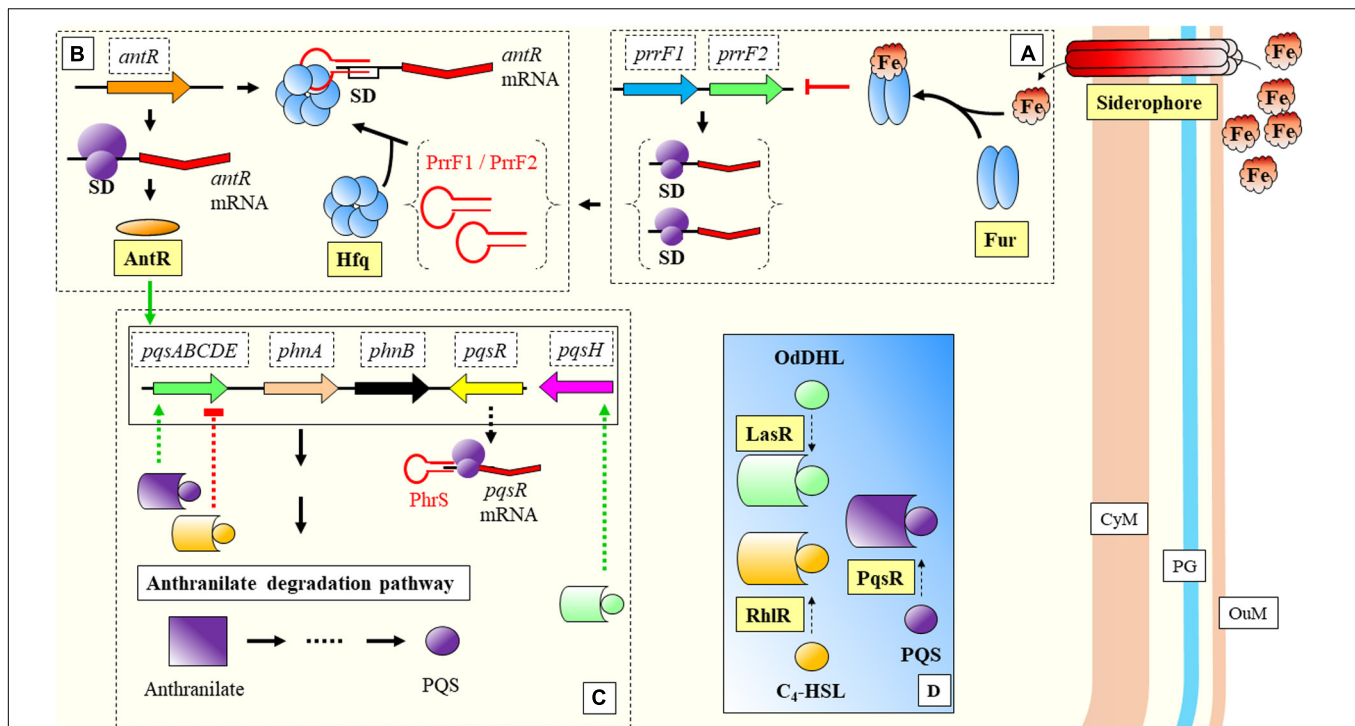 B
antR
SD
antR
mRNA
SD
antR
mRNA
AntR
Hfq
PrrF1 / PrrF2
A
prrF1
prrF2
Fe
Fe
SD
SD
Fur
Siderophore
Fe
Fe
Fe
Fe
Fe
pqsABCDE
phnA
phnB
pqsR
pqsH
PhrS
pqsR
mRNA
Anthranilate degradation pathway
Anthranilate
PQS
C
OdDHL
LasR
PqsR
RhlR
PQS
C₄-HSL
D
CyM
PG
OuM